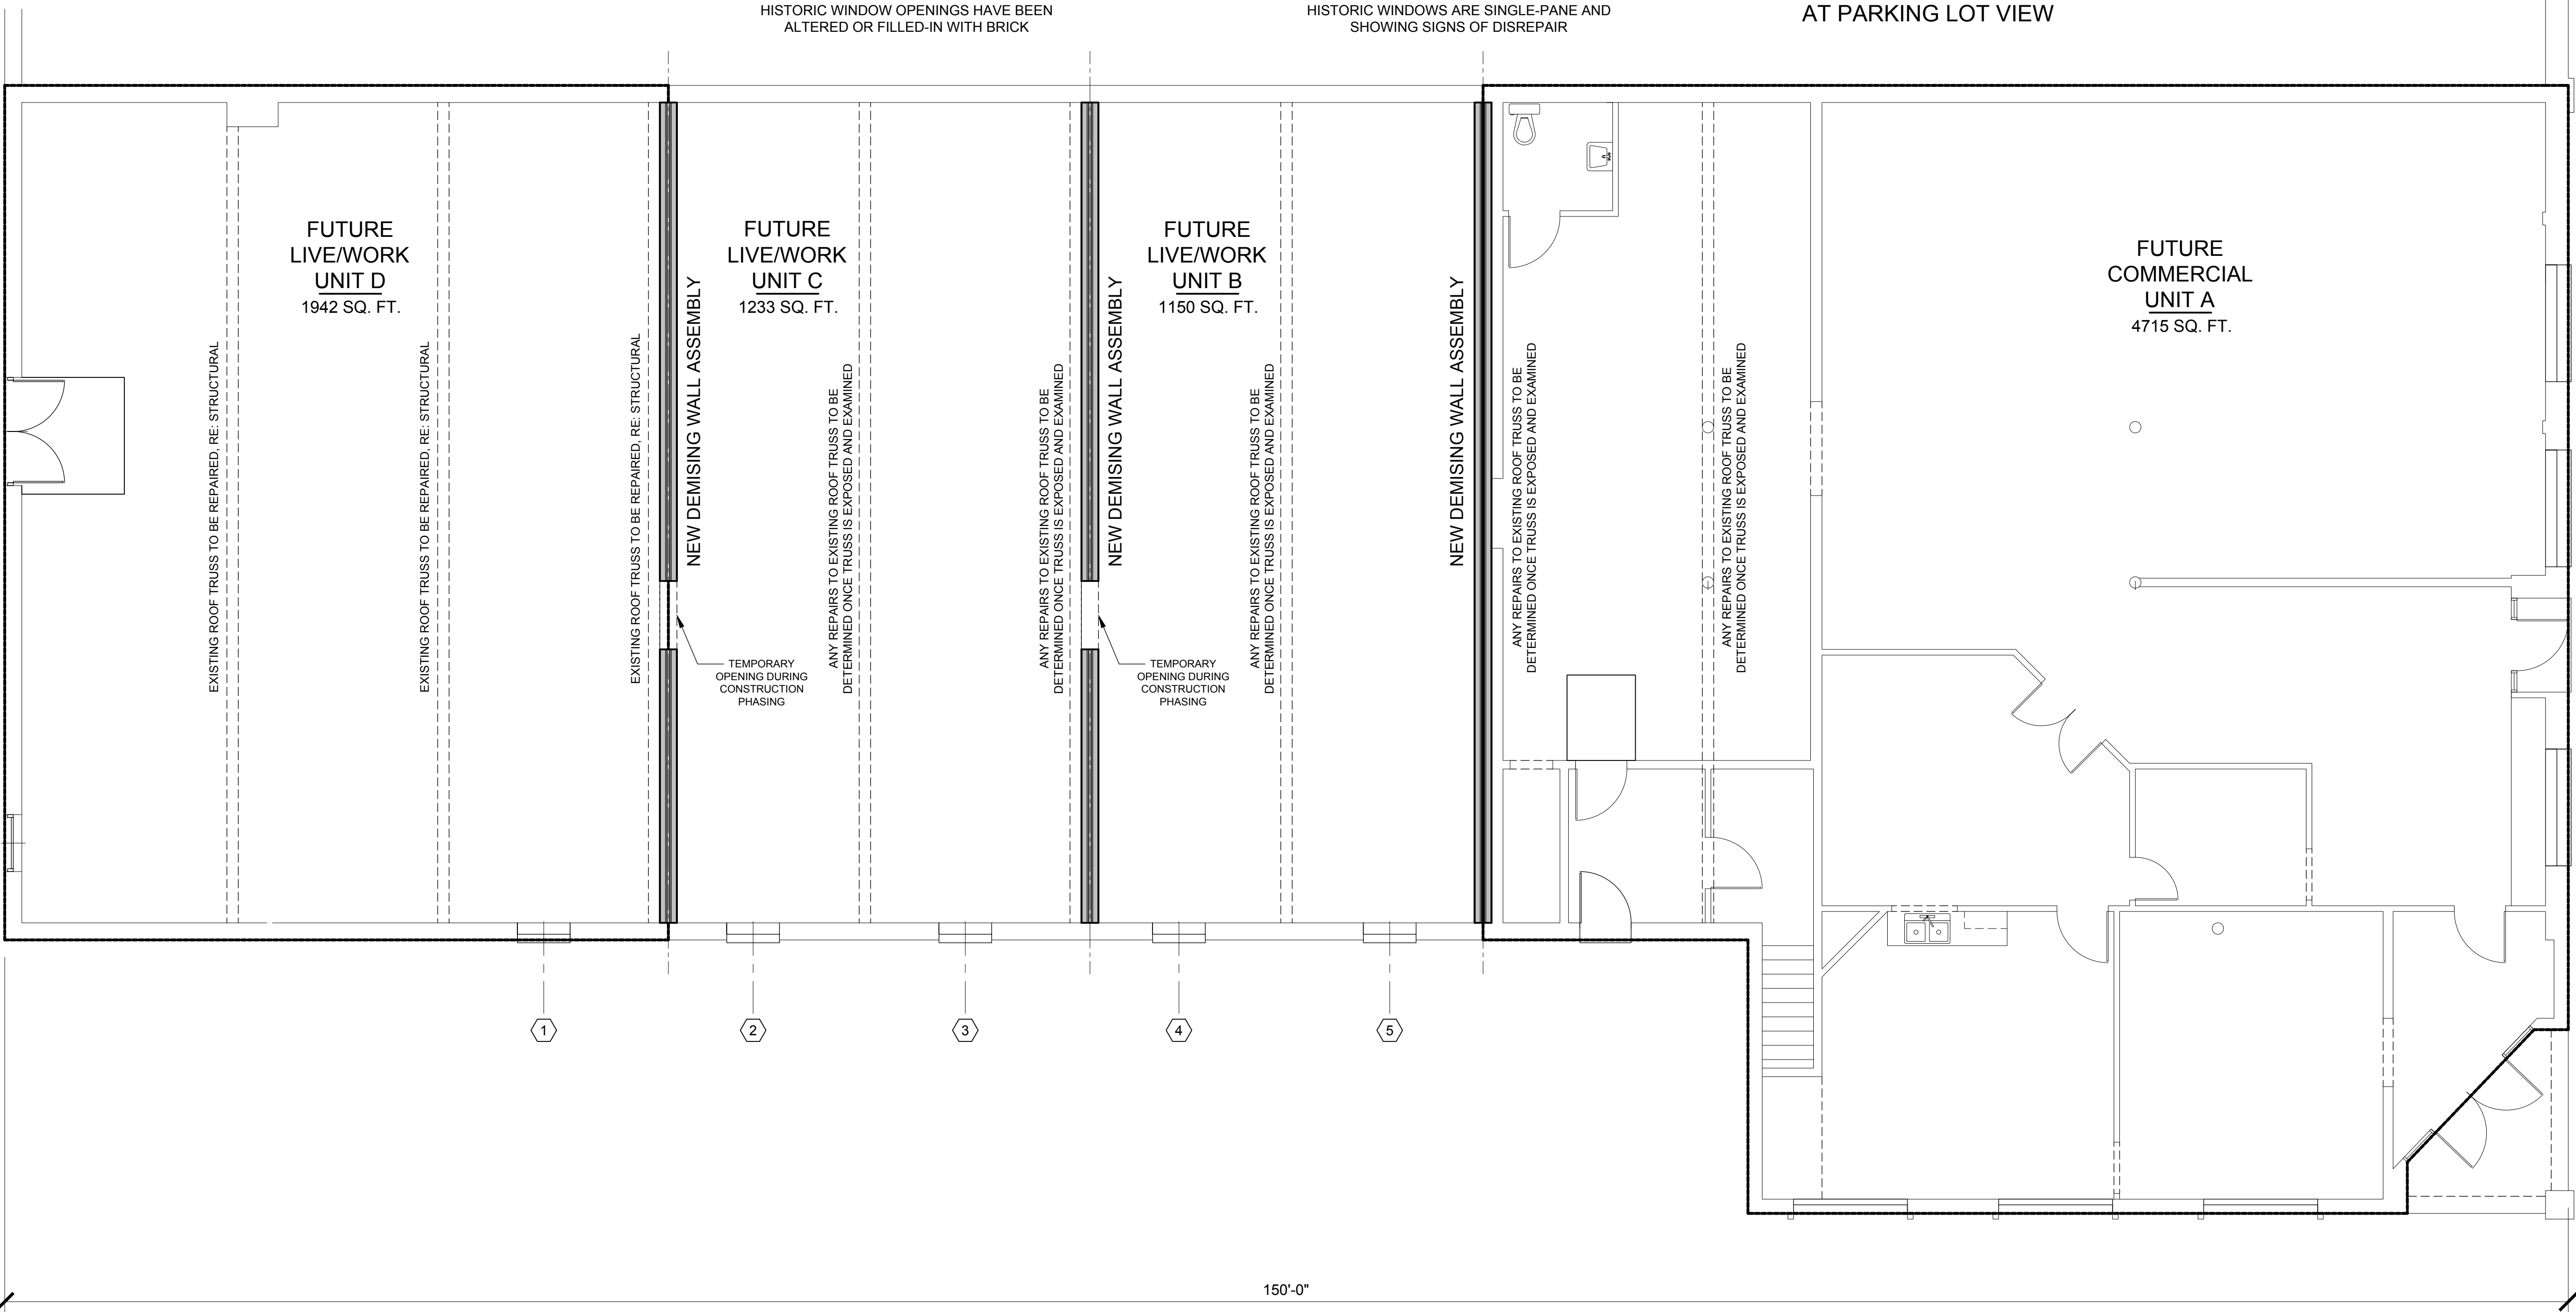 HISTORIC WINDOW OPENINGS HAVE BEEN
ALTERED OR FILLED-IN WITH BRICK
HISTORIC WINDOWS ARE SINGLE-PANE AND
SHOWING SIGNS OF DISREPAIR
AT PARKING LOT VIEW
FUTURE
LIVE/WORK
UNIT D
1942 SQ. FT.
FUTURE
LIVE/WORK
UNIT C
1233 SQ. FT.
FUTURE
LIVE/WORK
UNIT B
1150 SQ. FT.
FUTURE
COMMERCIAL
UNIT A
4715 SQ. FT.
EXISTING ROOF TRUSS TO BE REPAIRED, RE: STRUCTURAL
EXISTING ROOF TRUSS TO BE REPAIRED, RE: STRUCTURAL
EXISTING ROOF TRUSS TO BE REPAIRED, RE: STRUCTURAL
NEW DEMISING WALL ASSEMBLY
ANY REPAIRS TO EXISTING ROOF TRUSS TO BE
DETERMINED ONCE TRUSS IS EXPOSED AND EXAMINED
ANY REPAIRS TO EXISTING ROOF TRUSS TO BE
DETERMINED ONCE TRUSS IS EXPOSED AND EXAMINED
NEW DEMISING WALL ASSEMBLY
ANY REPAIRS TO EXISTING ROOF TRUSS TO BE
DETERMINED ONCE TRUSS IS EXPOSED AND EXAMINED
NEW DEMISING WALL ASSEMBLY
ANY REPAIRS TO EXISTING ROOF TRUSS TO BE
DETERMINED ONCE TRUSS IS EXPOSED AND EXAMINED
ANY REPAIRS TO EXISTING ROOF TRUSS TO BE
DETERMINED ONCE TRUSS IS EXPOSED AND EXAMINED
TEMPORARY
OPENING DURING
CONSTRUCTION
PHASING
TEMPORARY
OPENING DURING
CONSTRUCTION
PHASING
1
2
3
4
5
150'-0"